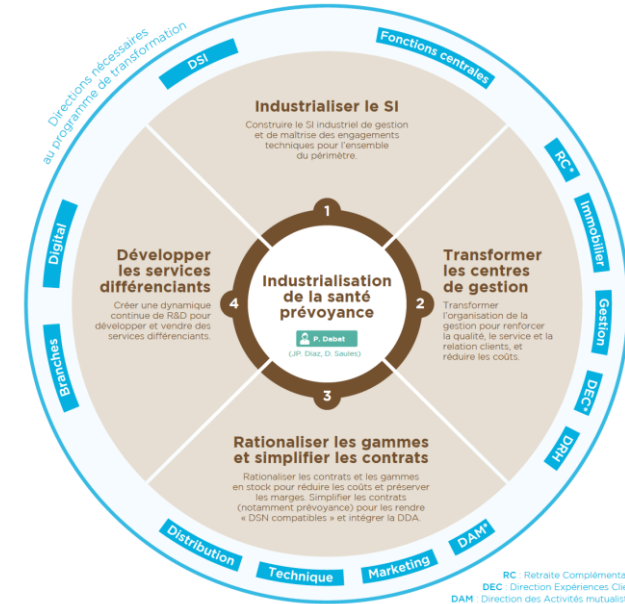 Directions nécessaires
au programme de transformation
DSI
Fonctions centrales
RC*
Immobilier
Gestion
DEC*
DRH
DAM*
Marketing
Technique
Distribution
Branches
Digital
Industrialiser le SI
Construire le SI industriel de gestion
et de maîtrise des engagements
techniques pour l'ensemble
du périmètre.
1
Transformer
les centres
de gestion
Transformer
l'organisation de la
gestion pour renforcer
la qualité, le service et la
relation clients, et
réduire les coûts.
2
Rationaliser les gammes
et simplifier les contrats
Rationaliser les contrats et les gammes
en stock pour réduire les coûts et préserver
les marges. Simplifier les contrats
(notamment prévoyance) pour les rendre
« DSN compatibles » et intégrer la DDA.
3
Développer
les services
différenciants
Créer une dynamique
continue de R&D pour
développer et vendre des
services différenciants.
4
Industrialisation
de la santé
prévoyance
P. Debat
(JP. Diaz, D. Saules)
RC : Retraite Complémenta
DEC : Direction Expériences Clie
DAM : Direction des Activités mutualist